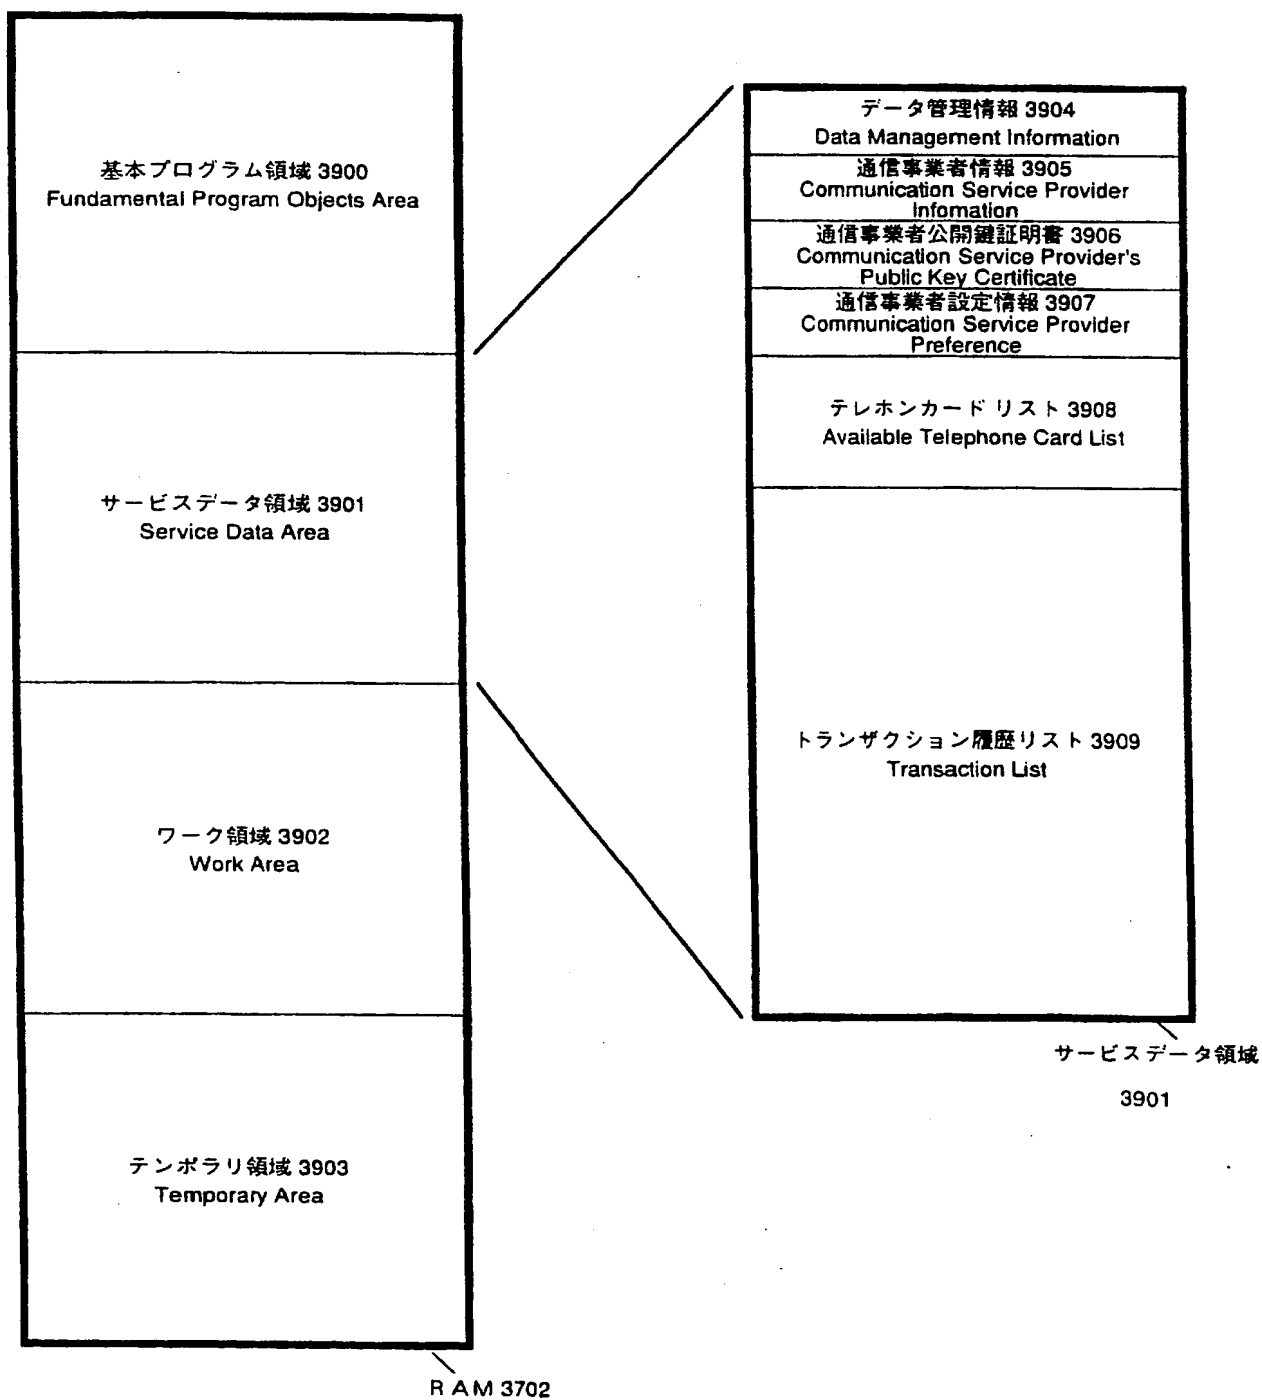 基本プログラム領域 3900
Fundamental Program Objects Area
サービスデータ領域 3901
Service Data Area
ワーク領域 3902
Work Area
テンポラリ領域 3903
Temporary Area
RAM 3702
データ管理情報 3904
Data Management Information
通信事業者情報 3905
Communication Service Provider
Infomation
通信事業者公開鍵証明書 3906
Communication Service Provider's
Public Key Certificate
通信事業者設定情報 3907
Communication Service Provider
Preference
テレホンカード リスト 3908
Available Telephone Card List
トランザクション履歴リスト 3909
Transaction List
サービスデータ領域
3901